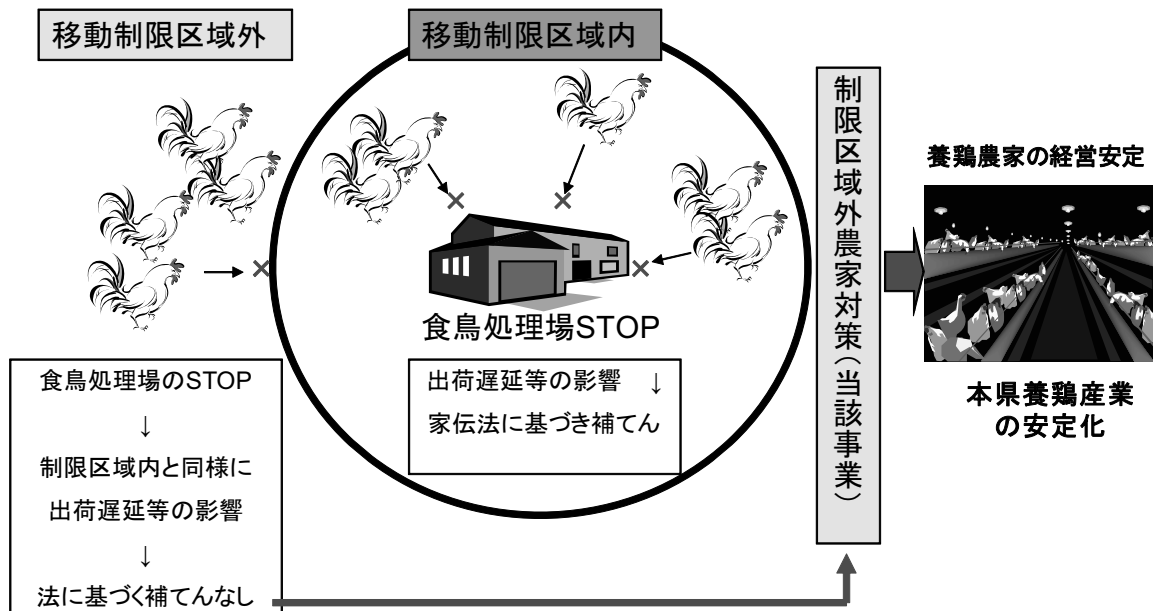 移動制限区域外
移動制限区域内
食鳥処理場STOP
食鳥処理場のSTOP
↓
制限区域内と同様に
出荷遅延等の影響
↓
法に基づく補てんなし
出荷遅延等の影響 ↓
家伝法に基づき補てん
制限区域外農家対策(当該事業)
養鶏農家の経営安定
本県養鶏産業
の安定化